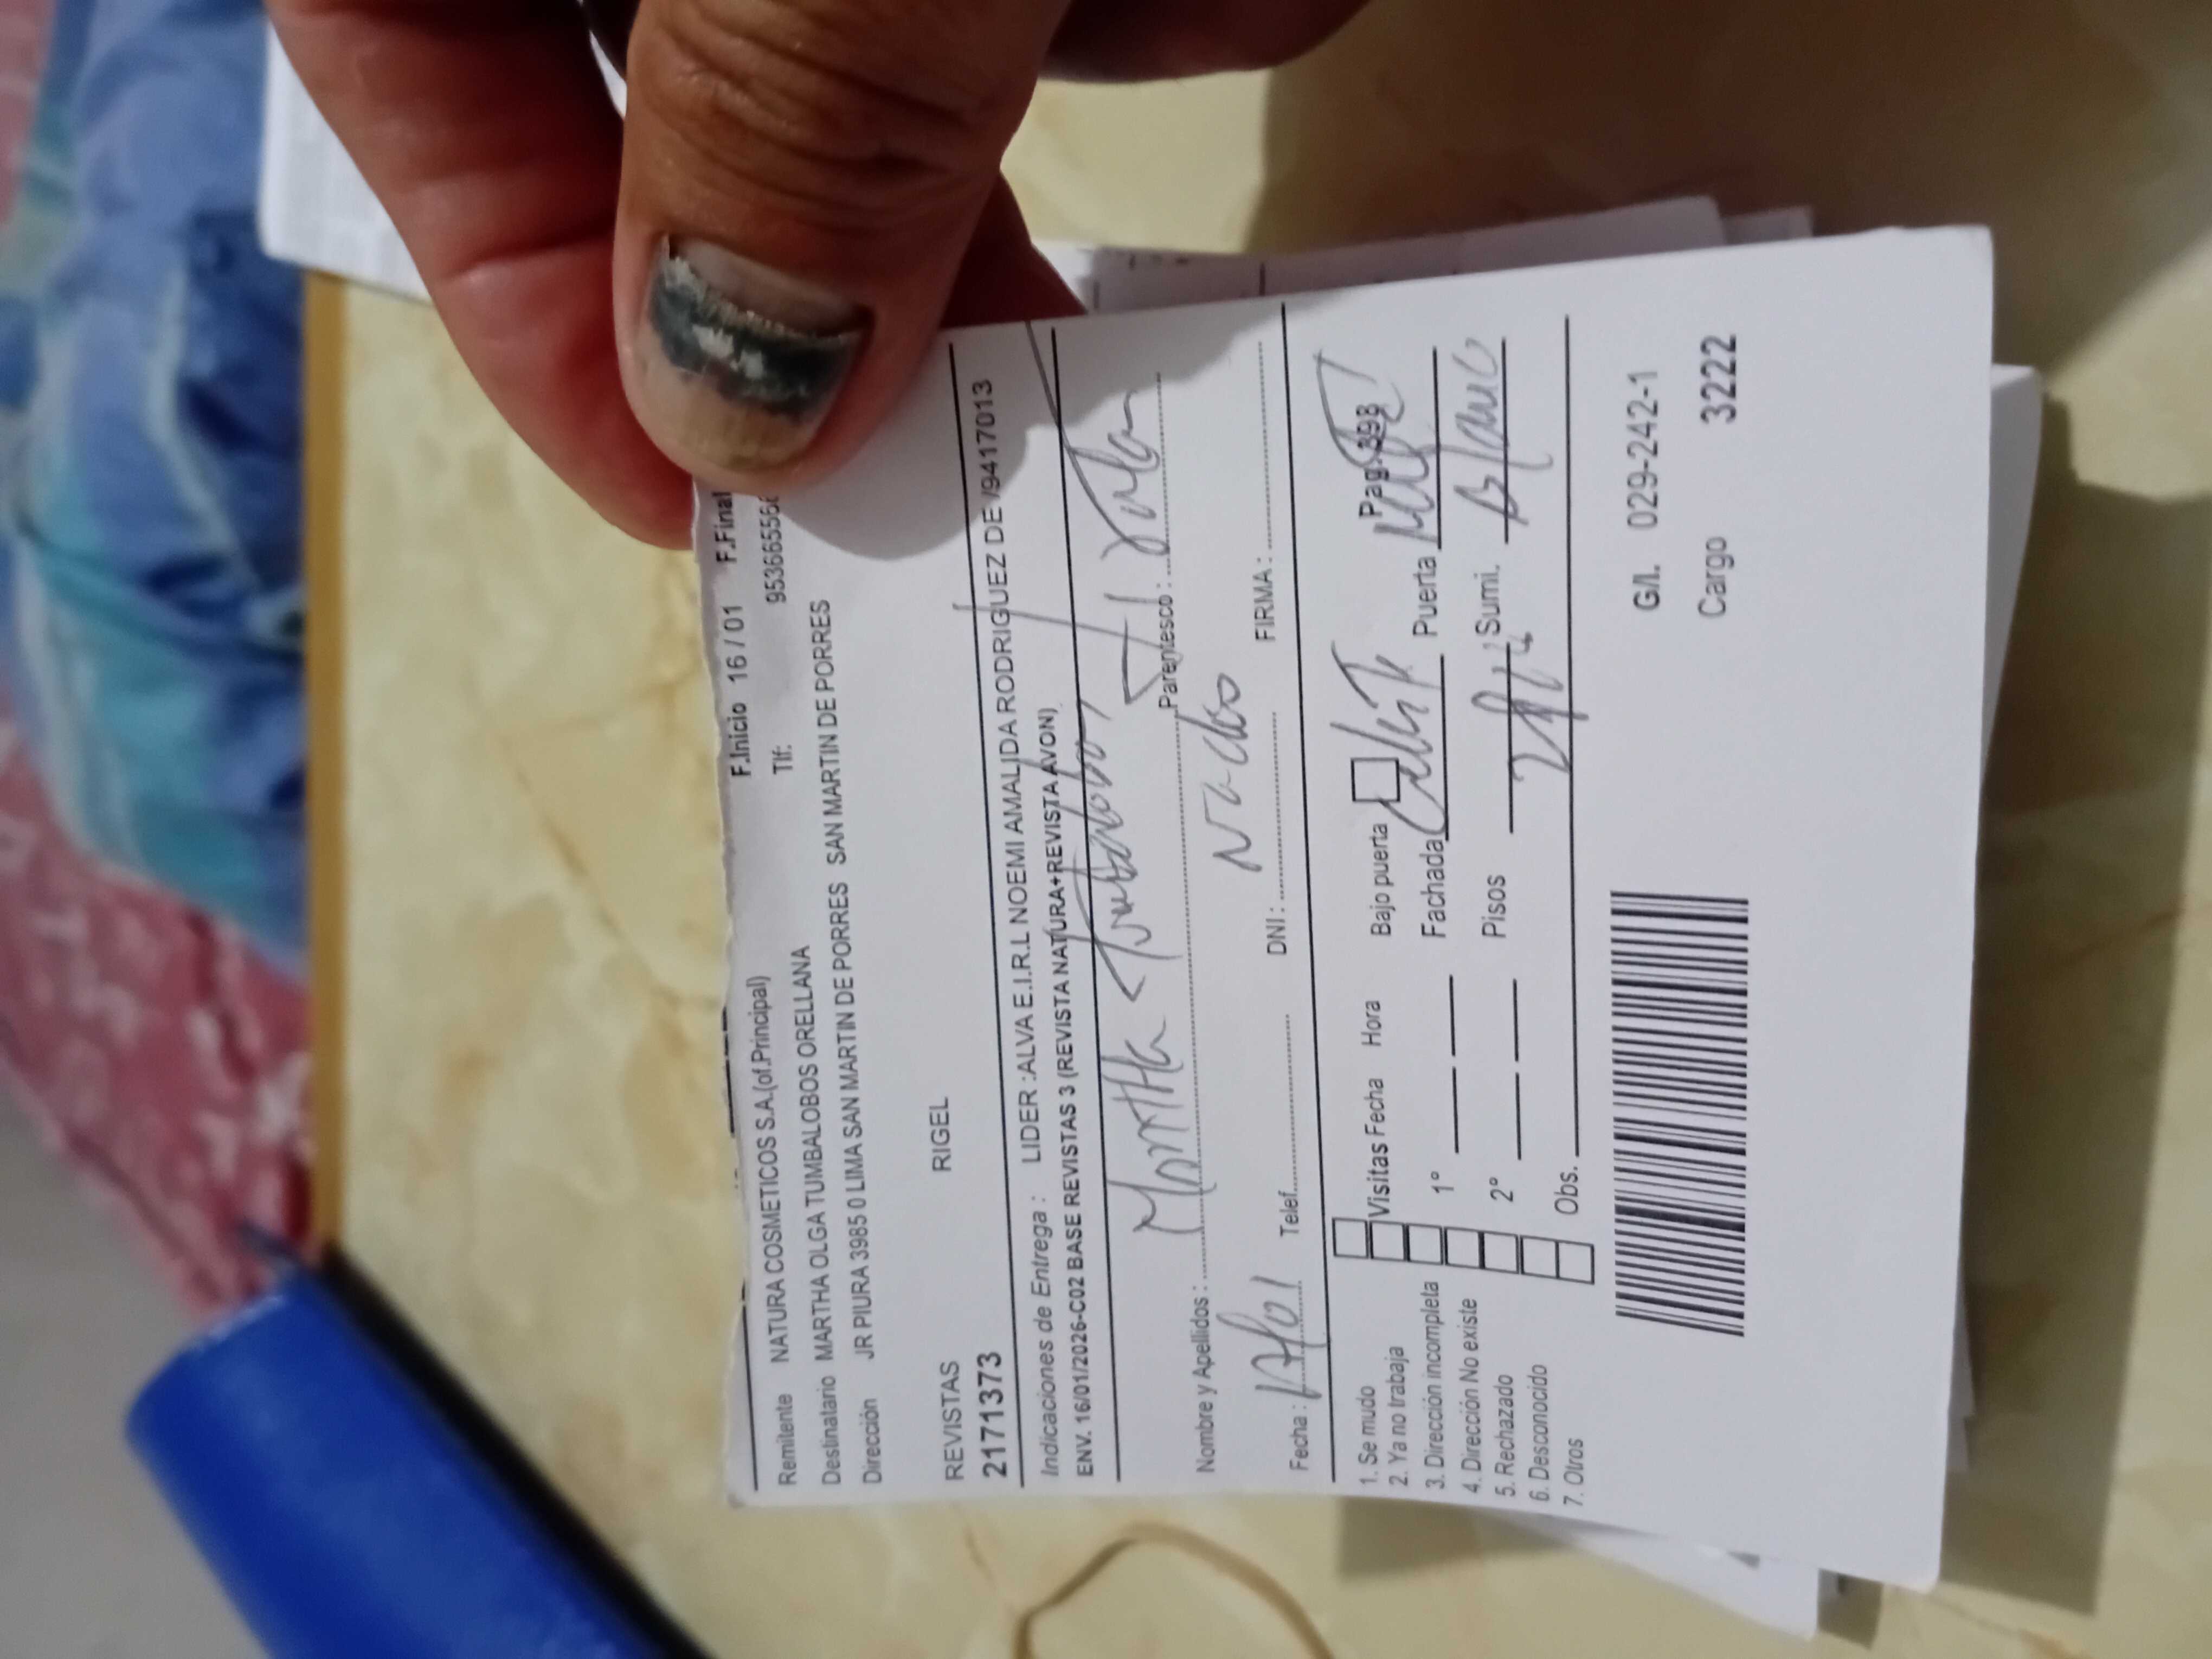 F.Inicio 16 / 01 F.Final
Remitente NATURA COSMETICOS S.A.(of.Principal) Tlf:
Destinatario MARTHA OLGA TUMBALOBOS ORELLANA
Dirección JR PIURA 3985 0 LIMA SAN MARTIN DE PORRES SAN MARTIN DE PORRES
REVISTAS RIGEL
2171373
Indicaciones de Entrega : LIDER :ALVA E.I.R.L NOEMI AMALIDA RODRIGUEZ DE /9417013
ENV. 16/01/2026-C02 BASE REVISTAS 3 (REVISTA NATURA+REVISTA AVON)
Nombre y Apellidos : Martha Tumbalobos Parentesco :
Fecha : Telef. DNI : FIRMA :
1. Se mudo
2. Ya no trabaja
3. Dirección incompleta
4. Dirección No existe
5. Rechazado
6. Desconocido
7. Otros
Visitas Fecha Hora Bajo puerta Pag.:398
1° Fachada Puerta
2° Pisos Sumi. Blanco
Obs.
G/l. 029-242-1
Cargo 3222